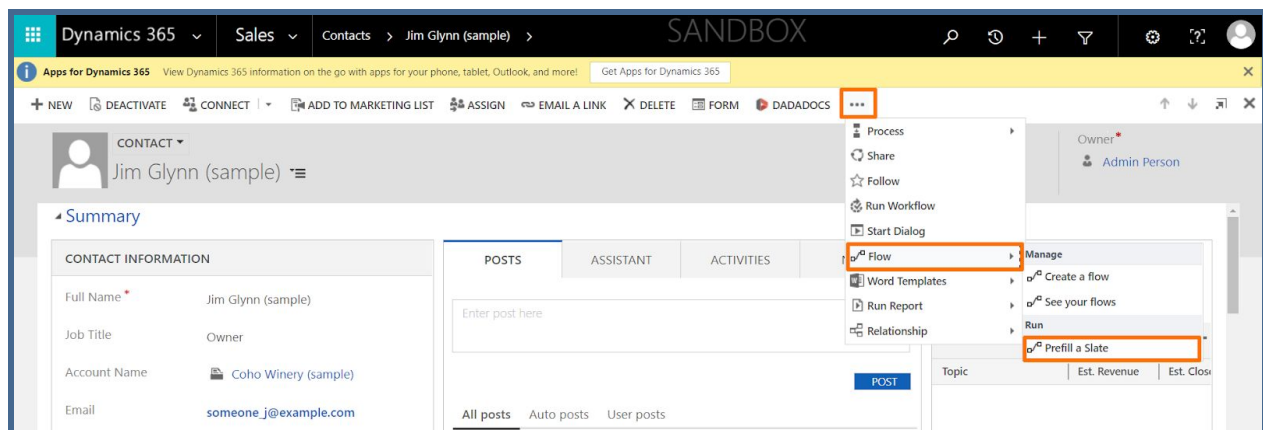 Dynamics 365 Sales Contacts > Jim Glynn (sample) > SANDBOX
Apps for Dynamics 365 View Dynamics 365 information on the go with apps for your phone, tablet, Outlook, and more! Get Apps for Dynamics 365
NEW DEACTIVATE CONNECT ADD TO MARKETING LIST ASSIGN EMAIL A LINK DELETE FORM DADADOCS ...
CONTACT
Jim Glynn (sample)
Owner*
Admin Person
Process
Share
Follow
Run Workflow
Start Dialog
Flow
Word Templates
Run Report
Relationship
Manage
Create a flow
See your flows
Run
Prefill a Slate
Summary
CONTACT INFORMATION
Full Name* Jim Glynn (sample)
Job Title Owner
Account Name Coho Winery (sample)
Email someone_j@example.com
POSTS ASSISTANT ACTIVITIES
Enter post here
POST
All posts Auto posts User posts
Topic Est. Revenue Est. Clos